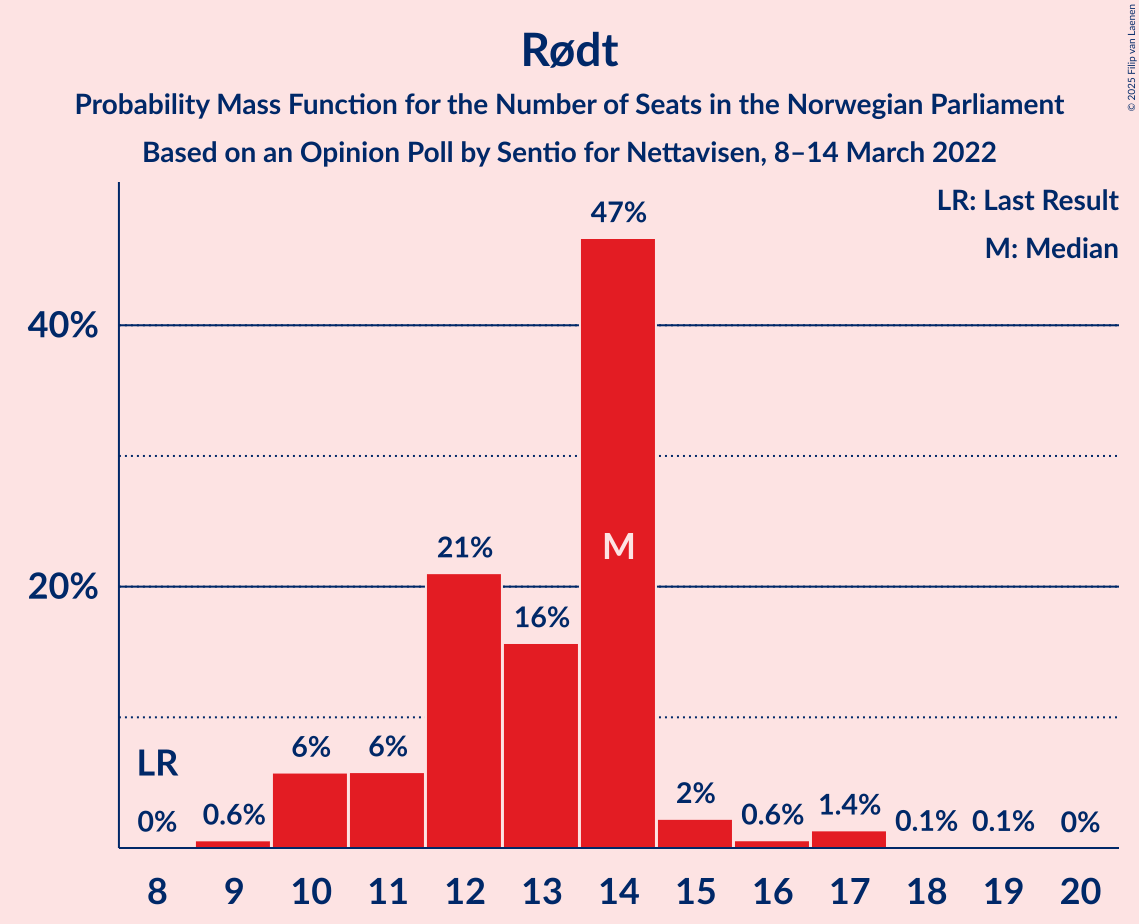 Rødt
Probability Mass Function for the Number of Seats in the Norwegian Parliament
Based on an Opinion Poll by Sentio for Nettavisen, 8–14 March 2022
© 2025 Filip van Laenen
LR: Last Result
M: Median
40%
20%
LR
0%
0.6%
6%
6%
21%
16%
47%
M
2%
0.6%
1.4%
0.1%
0.1%
0%
8 9 10 11 12 13 14 15 16 17 18 19 20